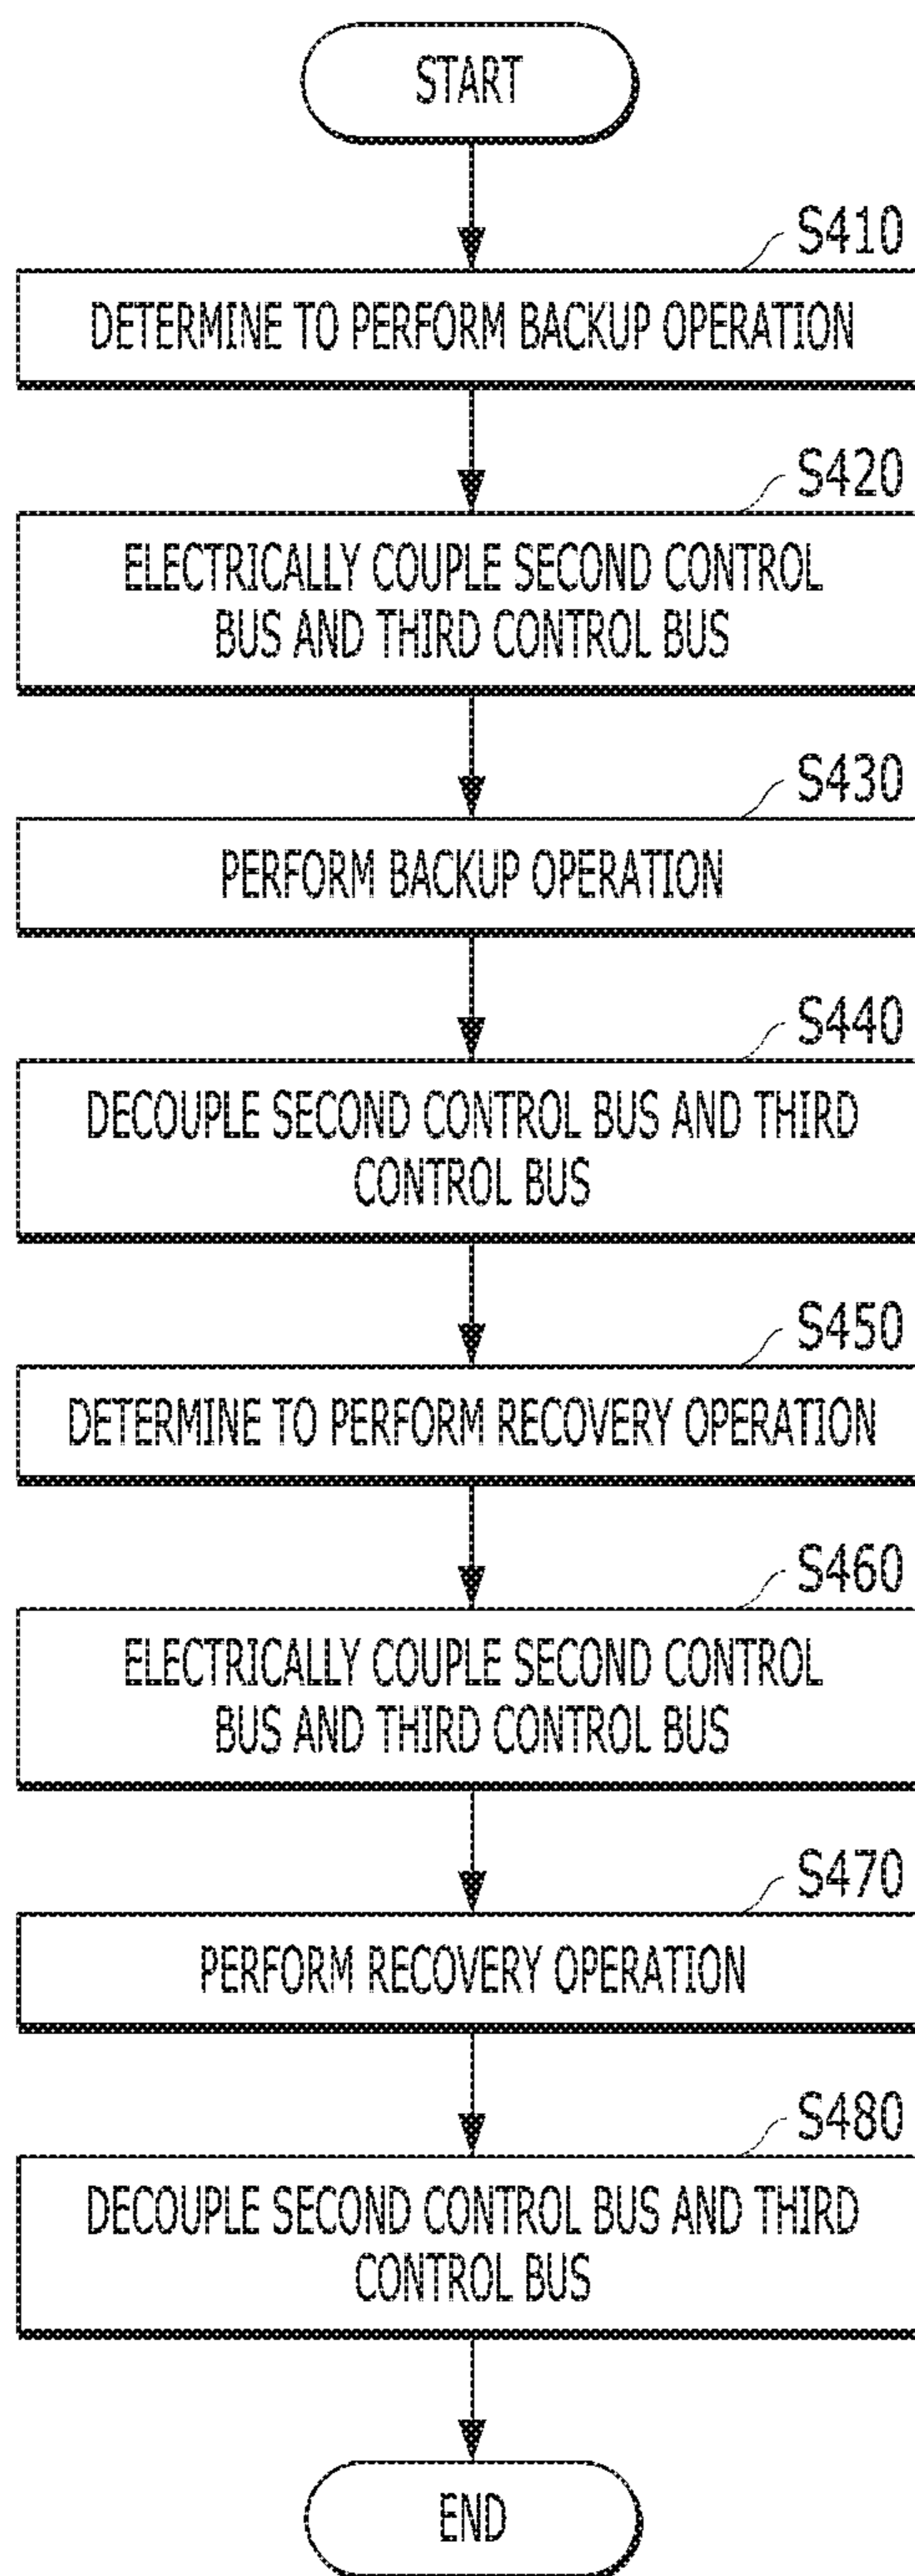 START
S410
DETERMINE TO PERFORM BACKUP OPERATION
S420
ELECTRICALLY COUPLE SECOND CONTROL
BUS AND THIRD CONTROL BUS
S430
PERFORM BACKUP OPERATION
S440
DECOUPLE SECOND CONTROL BUS AND THIRD
CONTROL BUS
S450
DETERMINE TO PERFORM RECOVERY OPERATION
S460
ELECTRICALLY COUPLE SECOND CONTROL
BUS AND THIRD CONTROL BUS
S470
PERFORM RECOVERY OPERATION
S480
DECOUPLE SECOND CONTROL BUS AND THIRD
CONTROL BUS
END